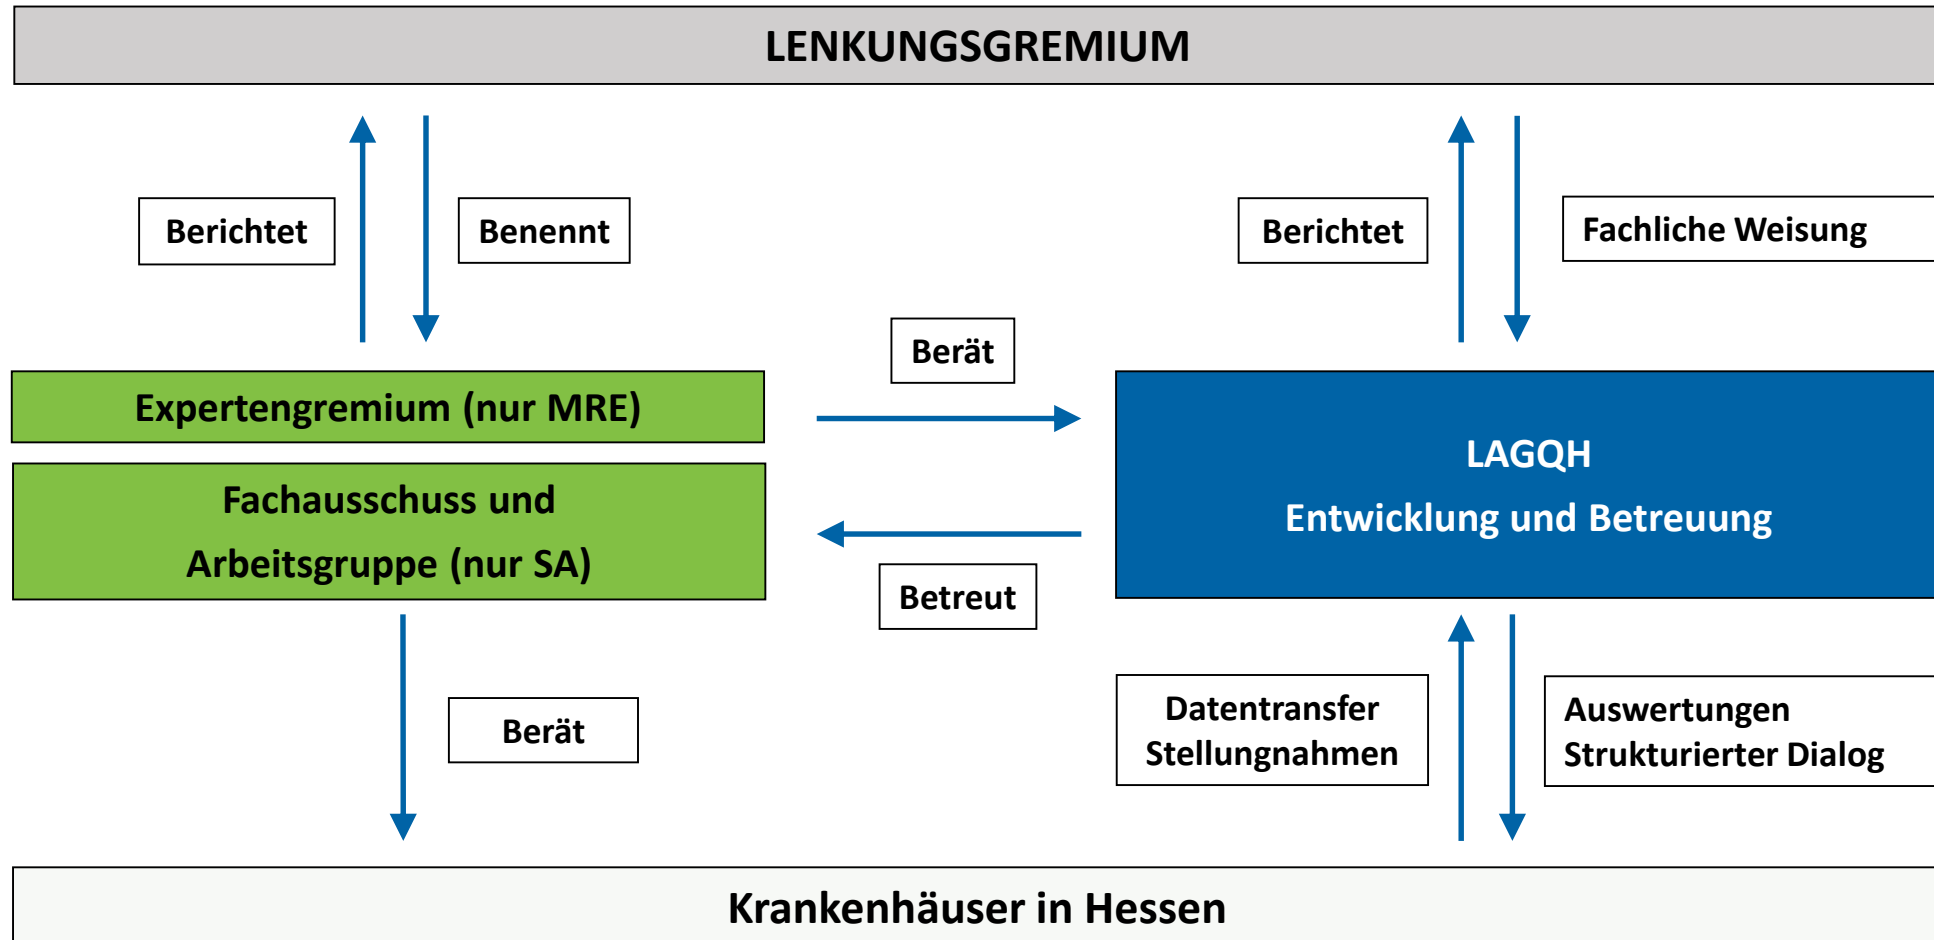 LENKUNGSGREMIUM
Berichtet
Benennt
Berichtet
Fachliche Weisung
Berät
Expertengremium (nur MRE)
Fachausschuss und
Arbeitsgruppe (nur SA)
LAGQH
Entwicklung und Betreuung
Betreut
Berät
Datentransfer
Stellungnahmen
Auswertungen
Strukturierter Dialog
Krankenhäuser in Hessen